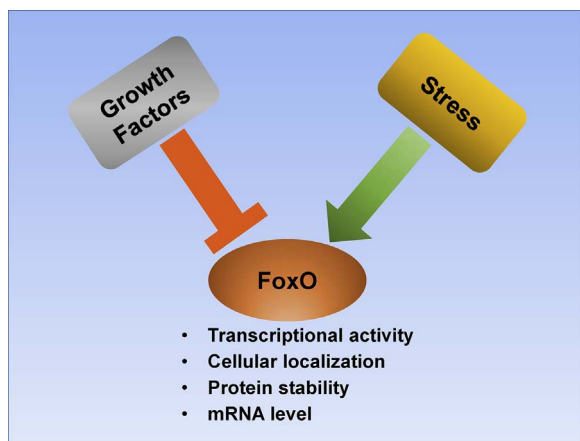 Growth
Factors
Stress
FoxO
• Transcriptional activity
• Cellular localization
• Protein stability
• mRNA level